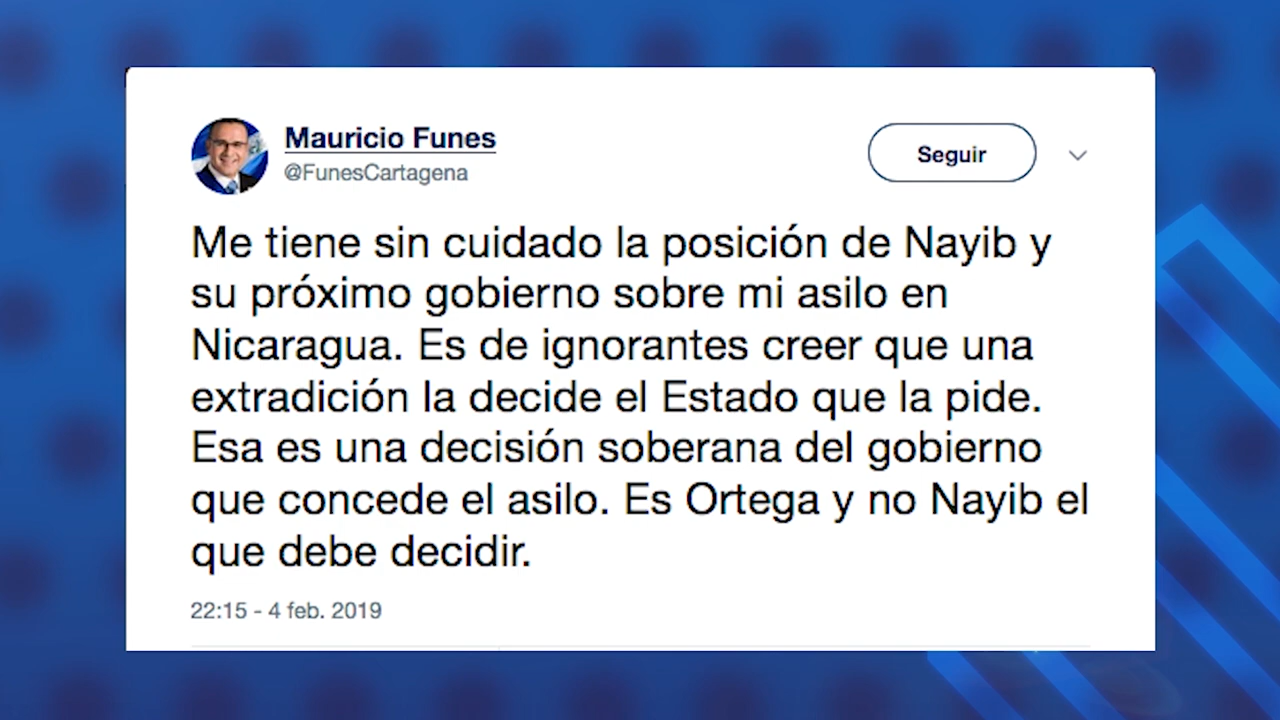 Mauricio Funes
@FunesCartagena
Seguir
Me tiene sin cuidado la posición de Nayib y
su próximo gobierno sobre mi asilo en
Nicaragua. Es de ignorantes creer que una
extradición la decide el Estado que la pide.
Esa es una decisión soberana del gobierno
que concede el asilo. Es Ortega y no Nayib el
que debe decidir.
22:15 - 4 feb. 2019